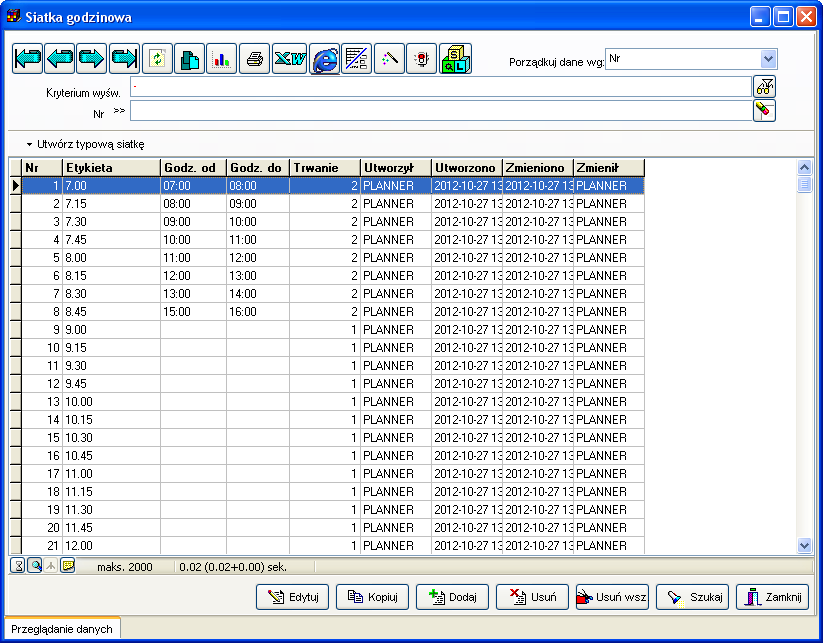 Siatka godzinowa
XW SQL Porządkuj dane wg: Nr
Kryterium wyśw.
Nr >>
Utwórz typową siatkę
Nr Etykieta Godz. od Godz. do Trwanie Utworzył Utworzono Zmieniono Zmienił
1 7.00 07:00 08:00 2 PLANNER 2012-10-27 13 2012-10-27 13 PLANNER
2 7.15 08:00 09:00 2 PLANNER 2012-10-27 13 2012-10-27 13 PLANNER
3 7.30 09:00 10:00 2 PLANNER 2012-10-27 13 2012-10-27 13 PLANNER
4 7.45 10:00 11:00 2 PLANNER 2012-10-27 13 2012-10-27 13 PLANNER
5 8.00 11:00 12:00 2 PLANNER 2012-10-27 13 2012-10-27 13 PLANNER
6 8.15 12:00 13:00 2 PLANNER 2012-10-27 13 2012-10-27 13 PLANNER
7 8.30 13:00 14:00 2 PLANNER 2012-10-27 13 2012-10-27 13 PLANNER
8 8.45 15:00 16:00 2 PLANNER 2012-10-27 13 2012-10-27 13 PLANNER
9 9.00 1 PLANNER 2012-10-27 13 2012-10-27 13 PLANNER
10 9.15 1 PLANNER 2012-10-27 13 2012-10-27 13 PLANNER
11 9.30 1 PLANNER 2012-10-27 13 2012-10-27 13 PLANNER
12 9.45 1 PLANNER 2012-10-27 13 2012-10-27 13 PLANNER
13 10.00 1 PLANNER 2012-10-27 13 2012-10-27 13 PLANNER
14 10.15 1 PLANNER 2012-10-27 13 2012-10-27 13 PLANNER
15 10.30 1 PLANNER 2012-10-27 13 2012-10-27 13 PLANNER
16 10.45 1 PLANNER 2012-10-27 13 2012-10-27 13 PLANNER
17 11.00 1 PLANNER 2012-10-27 13 2012-10-27 13 PLANNER
18 11.15 1 PLANNER 2012-10-27 13 2012-10-27 13 PLANNER
19 11.30 1 PLANNER 2012-10-27 13 2012-10-27 13 PLANNER
20 11.45 1 PLANNER 2012-10-27 13 2012-10-27 13 PLANNER
21 12.00 1 PLANNER 2012-10-27 13 2012-10-27 13 PLANNER
maks. 2000 0.02 (0.02+0.00) sek.
Edytuj Kopiuj Dodaj Usuń Usuń wsz Szukaj Zamknij
Przeglądanie danych